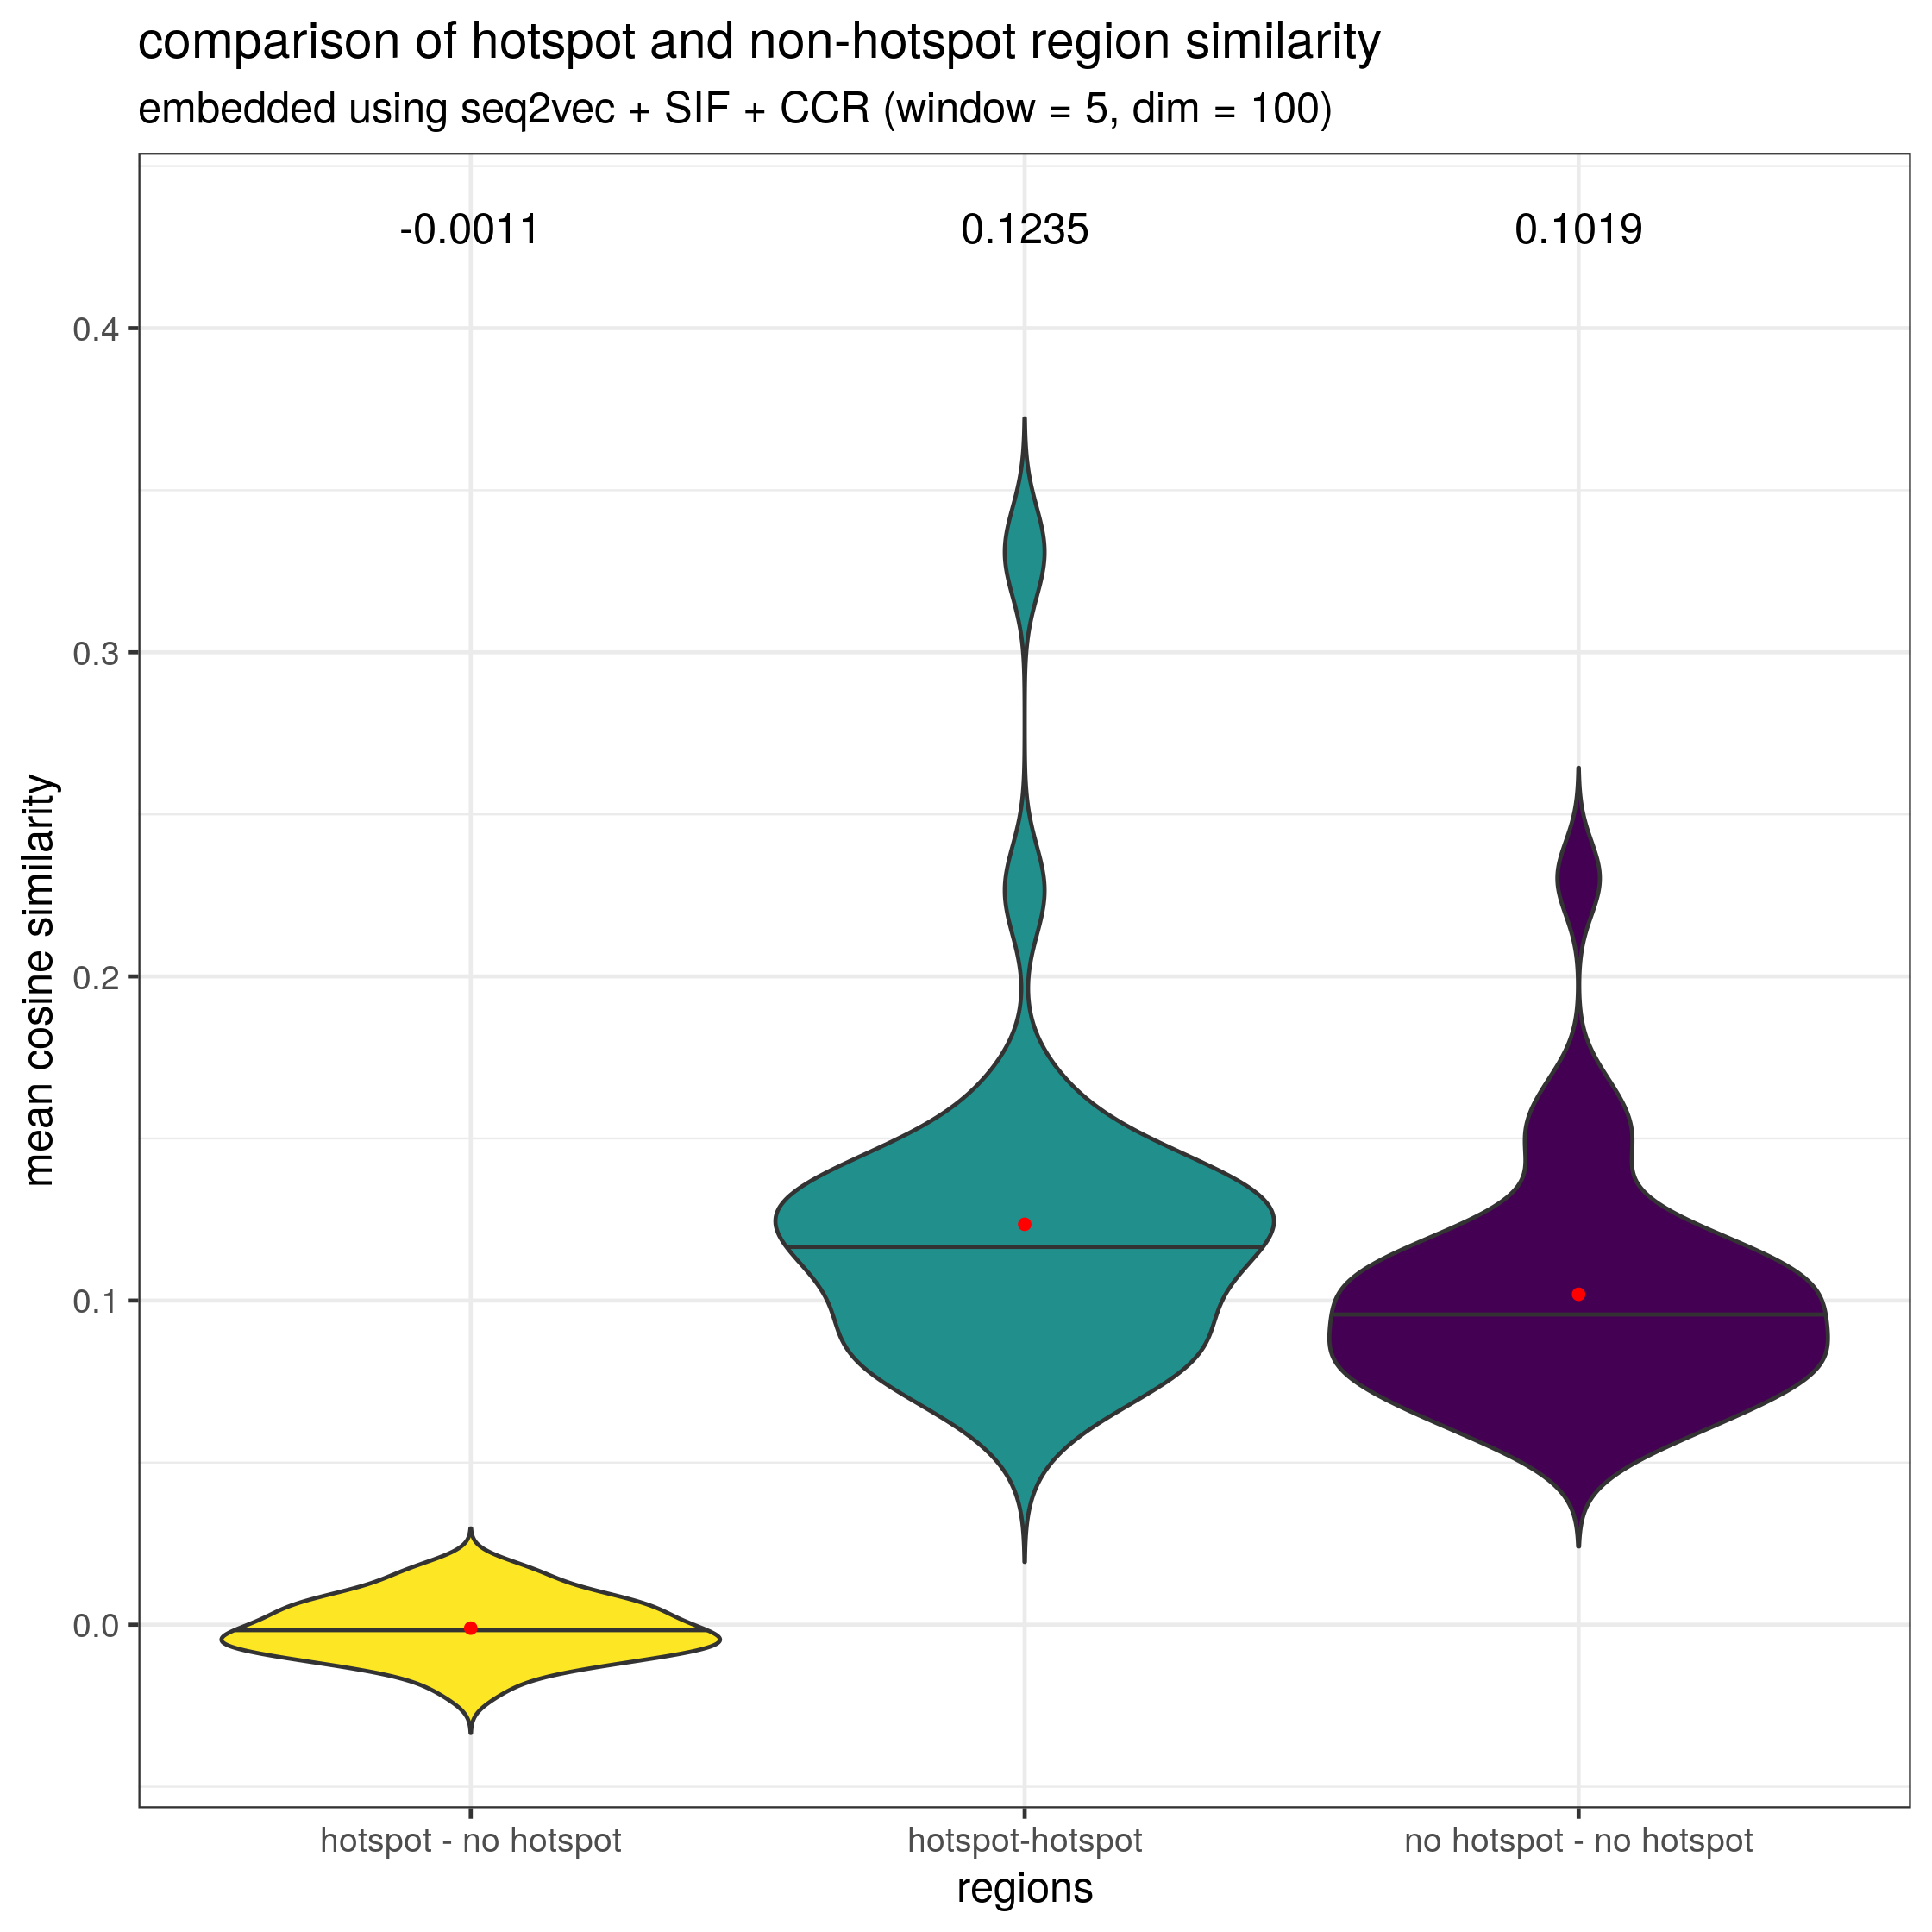 comparison of hotspot and non-hotspot region similarity
embedded using seq2vec + SIF + CCR (window = 5, dim = 100)
-0.0011 0.1235 0.1019
0.4
0.3
0.2
0.1
0.0
mean cosine similarity
hotspot - no hotspot hotspot-hotspot no hotspot - no hotspot
regions